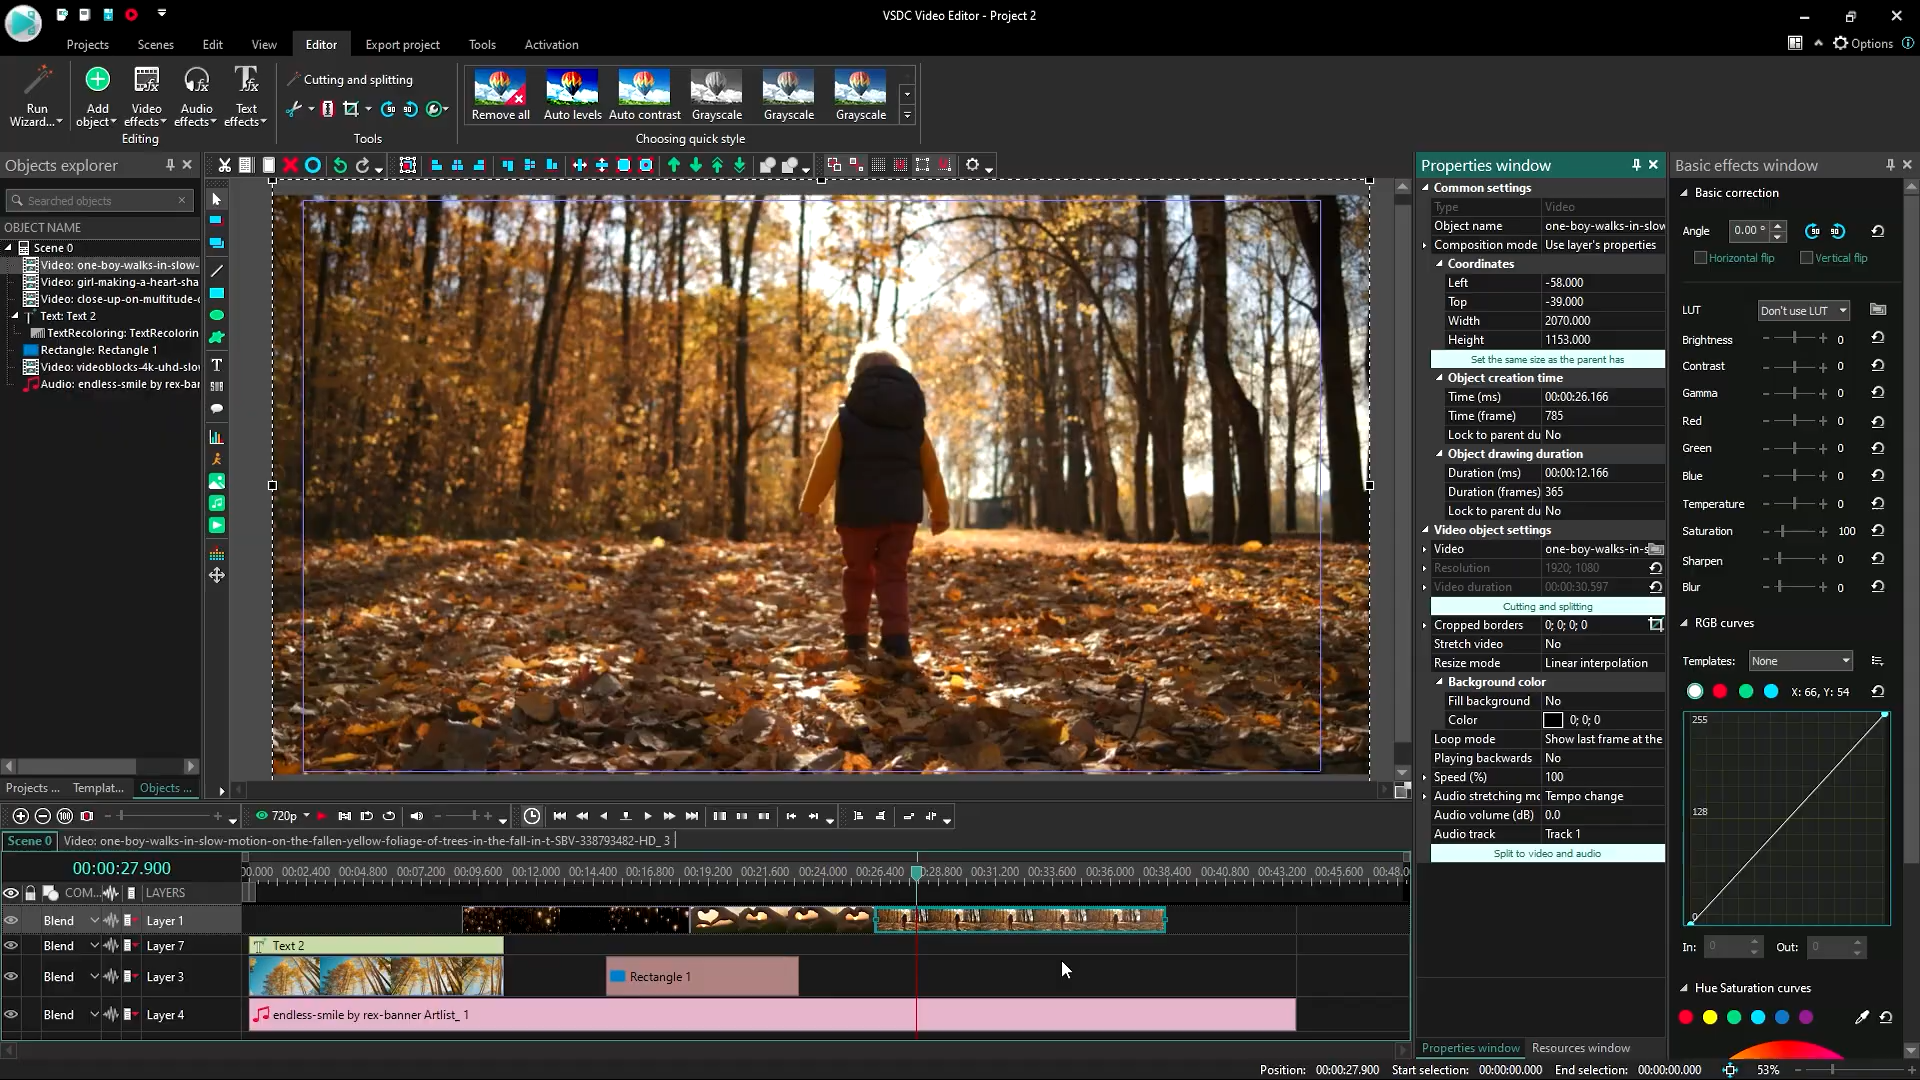 VSDC Video Editor - Project 2
Projects
Scenes
Edit
View
Editor
Export project
Tools
Activation
Options
Run
Wizard...
Add
object
Video
effects
Audio
effects
Text
effects
Editing
Cutting and splitting
Tools
Remove all
Auto levels
Auto contrast
Grayscale
Grayscale
Grayscale
Choosing quick style
Objects explorer
Searched objects
OBJECT NAME
Scene 0
Video: one-boy-walks-in-slow-
Video: girl-making-a-heart-sha
Video: close-up-on-multitude-
Text: Text 2
TextRecoloring: TextRecolorin
Rectangle: Rectangle 1
Video: videoblocks-4k-uhd-slo
Audio: endless-smile by rex-ban
Projects ...
Templat...
Objects ...
Properties window
Common settings
Type Video
Object name one-boy-walks-in-slow
Composition mode Use layer's properties
Coordinates
Left -58.000
Top -39.000
Width 2070.000
Height 1153.000
Set the same size as the parent has
Object creation time
Time (ms) 00:00:26.166
Time (frame) 785
Lock to parent du No
Object drawing duration
Duration (ms) 00:00:12.166
Duration (frames) 365
Lock to parent du No
Video object settings
Video one-boy-walks-in-s
Resolution 1920; 1080
Video duration 00:00:30.597
Cutting and splitting
Cropped borders 0; 0; 0; 0
Stretch video No
Resize mode Linear interpolation
Background color
Fill background No
Color 0; 0; 0
Loop mode Show last frame at the
Playing backwards No
Speed (%) 100
Audio stretching mo Tempo change
Audio volume (dB) 0.0
Audio track Track 1
Split to video and audio
Properties window
Resources window
Basic effects window
Basic correction
Angle 0.00 °
90 90
Horizontal flip
Vertical flip
LUT Don't use LUT
Brightness 0
Contrast 0
Gamma 0
Red 0
Green 0
Blue 0
Temperature 0
Saturation 100
Sharpen 0
Blur 0
RGB curves
Templates: None
X: 66, Y: 54
255
128
0
In: 0 Out: 0
Hue Saturation curves
720p
Scene 0
Video: one-boy-walks-in-slow-motion-on-the-fallen-yellow-foliage-of-trees-in-the-fall-in-t-SBV-338793482-HD_ 3
00:00:27.900
0.000 00:02.400 00:04.800 00:07.200 00:09.600 00:12.000 00:14.400 00:16.800 00:19.200 00:21.600 00:24.000 00:26.400 0:28.800 00:31.200 00:33.600 00:36.000 00:38.400 00:40.800 00:43.200 00:45.600 00:48.0
COM...
LAYERS
Blend Layer 1
Blend Layer 7
Text 2
Blend Layer 3
Rectangle 1
Blend Layer 4
endless-smile by rex-banner Artlist_ 1
Position: 00:00:27.900 Start selection: 00:00:00.000 End selection: 00:00:00.000 53%